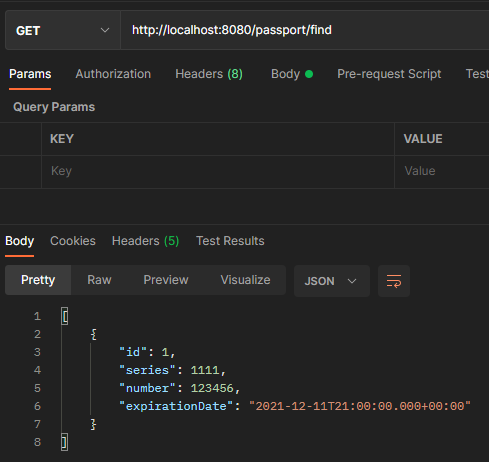 GET http://localhost:8080/passport/find
Params Authorization Headers (8) Body Pre-request Script Test
Query Params
KEY VALUE
Key Value
Body Cookies Headers (5) Test Results
Pretty Raw Preview Visualize JSON
1 [
2 {
3 "id": 1,
4 "series": 1111,
5 "number": 123456,
6 "expirationDate": "2021-12-11T21:00:00.000+00:00"
7 }
8 ]